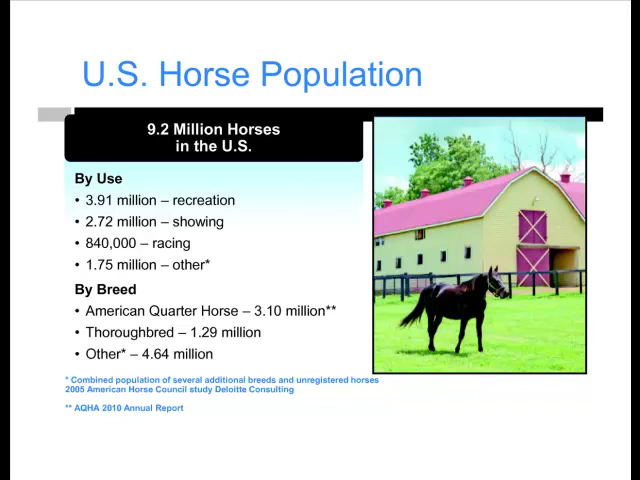 U.S. Horse Population
9.2 Million Horses
in the U.S.
By Use
• 3.91 million – recreation
• 2.72 million – showing
• 840,000 – racing
• 1.75 million – other*
By Breed
• American Quarter Horse – 3.10 million**
• Thoroughbred – 1.29 million
• Other* – 4.64 million
* Combined population of several additional breeds and unregistered horses
2005 American Horse Council study Deloitte Consulting
** AQHA 2010 Annual Report